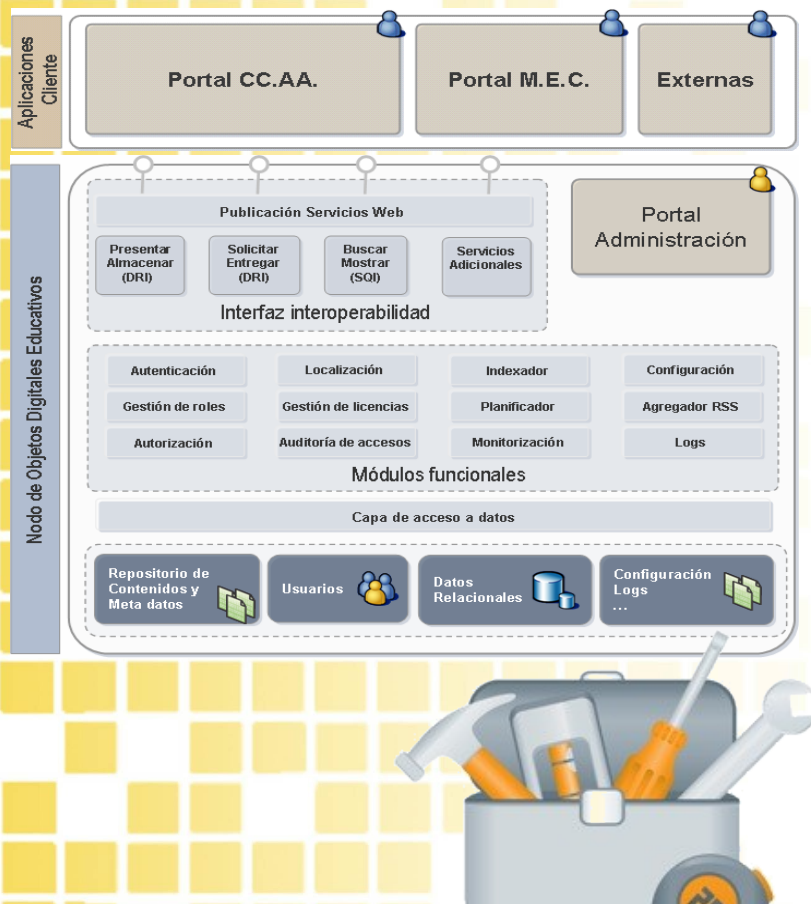 Aplicaciones
Cliente
Portal CC.AA.
Portal M.E.C.
Externas
Nodo de Objetos Digitales Educativos
Publicación Servicios Web
Presentar
Almacenar
(DRI)
Solicitar
Entregar
(DRI)
Buscar
Mostrar
(SQI)
Servicios
Adicionales
Interfaz interoperabilidad
Portal
Administración
Autenticación
Localización
Indexador
Configuración
Gestión de roles
Gestión de licencias
Planificador
Agregador RSS
Autorización
Auditoría de accesos
Monitorización
Logs
Módulos funcionales
Capa de acceso a datos
Repositorio de
Contenidos y
Meta datos
Usuarios
Datos
Relacionales
Configuración
Logs
...